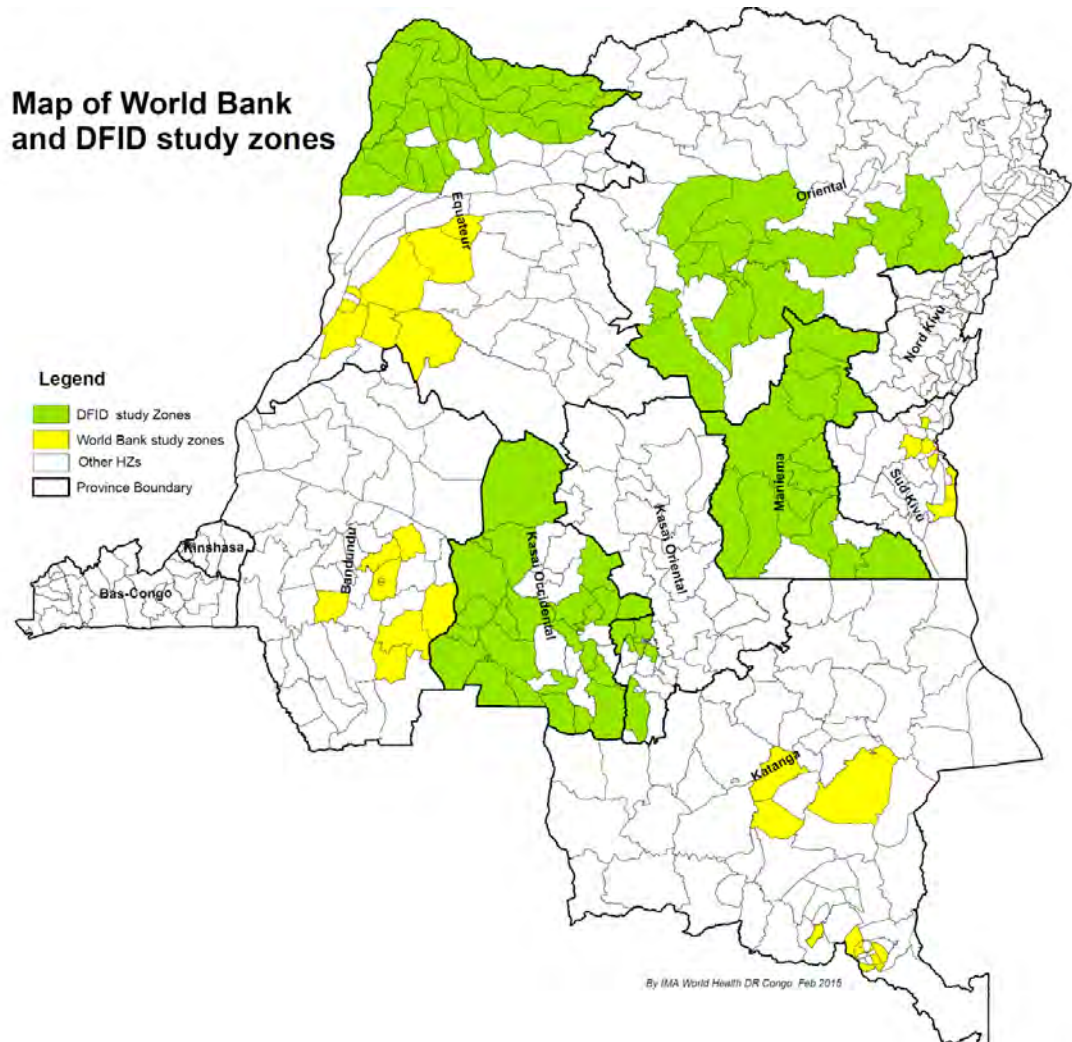 Map of World Bank
and DFID study zones
Legend
DFID study Zones
World Bank study zones
Other HZs
Province Boundary
Equateur
Oriental
Nord Kivu
Maniema
Sud Kivu
Kasai Oriental
Kasai Occidental
Bandundu
Kinshasa
Bas-Congo
Katanga
By IMA World Health DR Congo Feb 2015